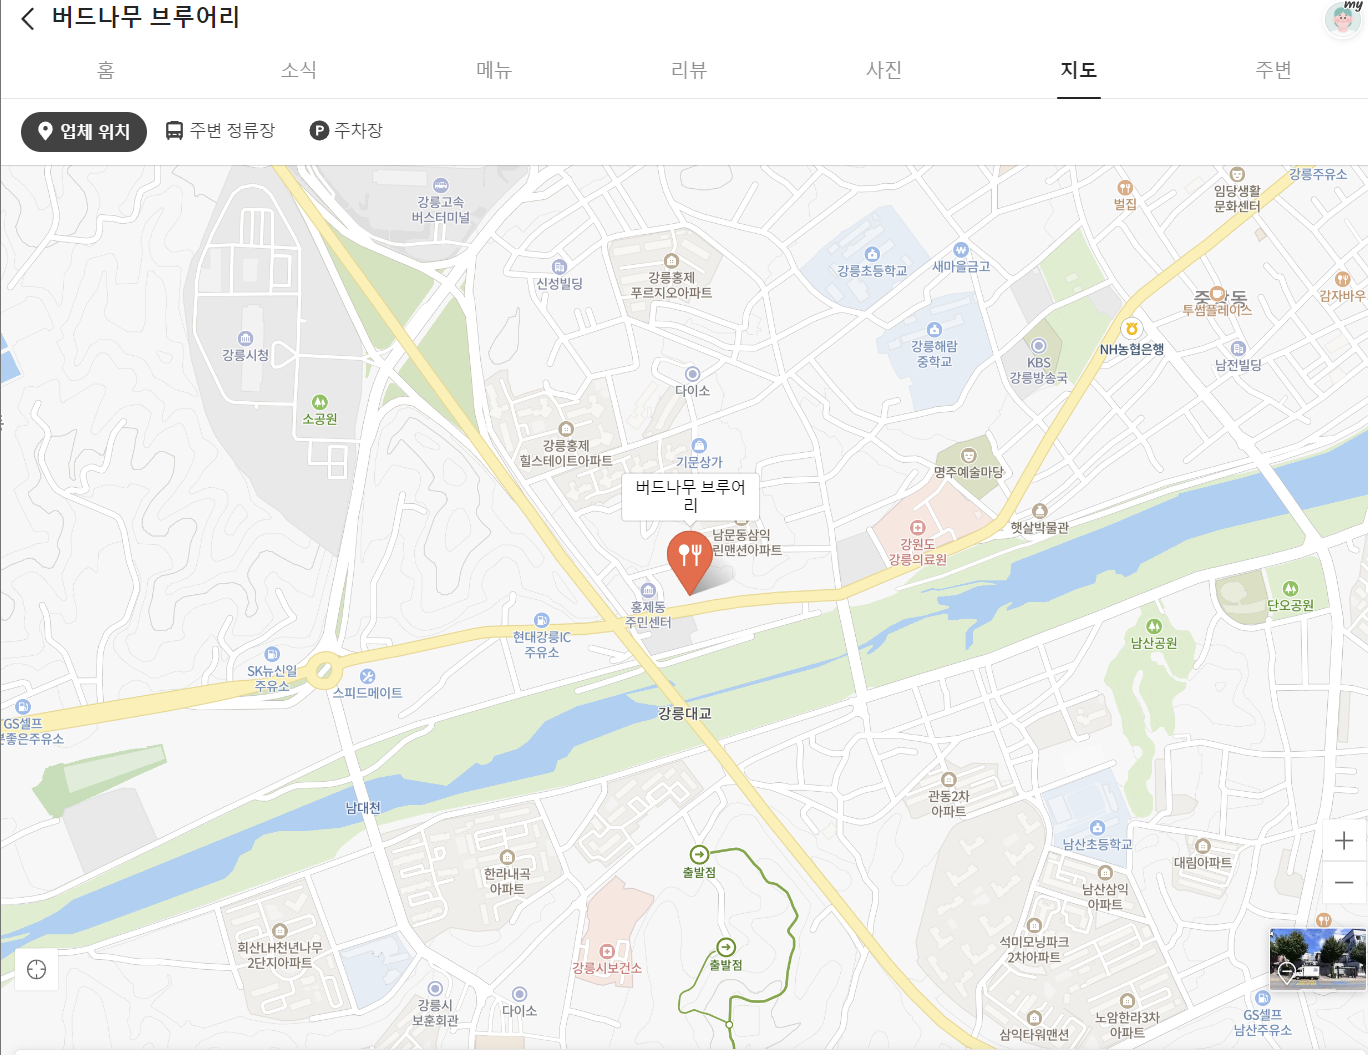 버드나무 브루어리
my
홈
소식
메뉴
리뷰
사진
지도
주변
업체 위치
주변 정류장
P 주차장
강릉고속
버스터미널
벌집
임당생활
문화센터
강릉주유소
신성빌딩
강릉홍제
푸르지오아파트
강릉초등학교
새마을금고
투썸플레이스
감자바우
강릉시청
강릉해람
중학교
KBS
강릉방송국
NH농협은행
남전빌딩
소공원
다이소
강릉홍제
힐스테이트아파트
기문상가
명주예술마당
버드나무 브루어
리
남문동삼익
린맨션아파트
햇살박물관
강원도
강릉의료원
홍제동
주민센터
단오공원
남산공원
현대강릉IC
주유소
SK뉴신일
주유소
스피드메이트
GS셀프
좋은주유소
강릉대교
남대천
관동2차
아파트
남산초등학교
대림아파트
한라내곡
아파트
출발점
남산삼익
아파트
회산LH천년나무
2단지아파트
강릉시보건소
출발점
석미모닝파크
2차아파트
강릉시
보훈회관
다이소
삼익타워맨션
노암한라3차
아파트
GS셀프
남산주유소